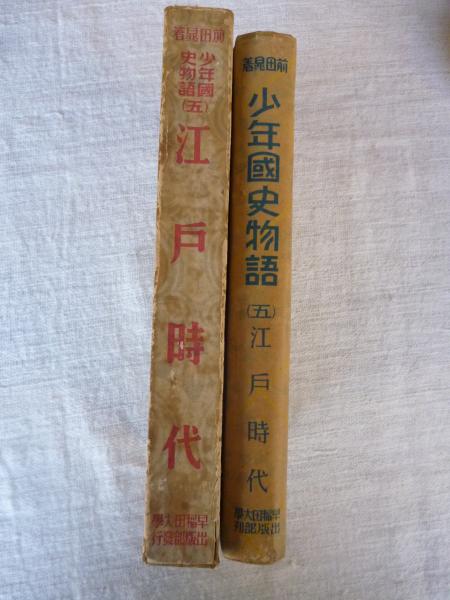 前田晁著
少年國
史物語
(五)
江戸時代
早稲田大學
出版部發行
前田晁著
少年國史物語
(五)
江戸時代
早稲田大學
出版部刊